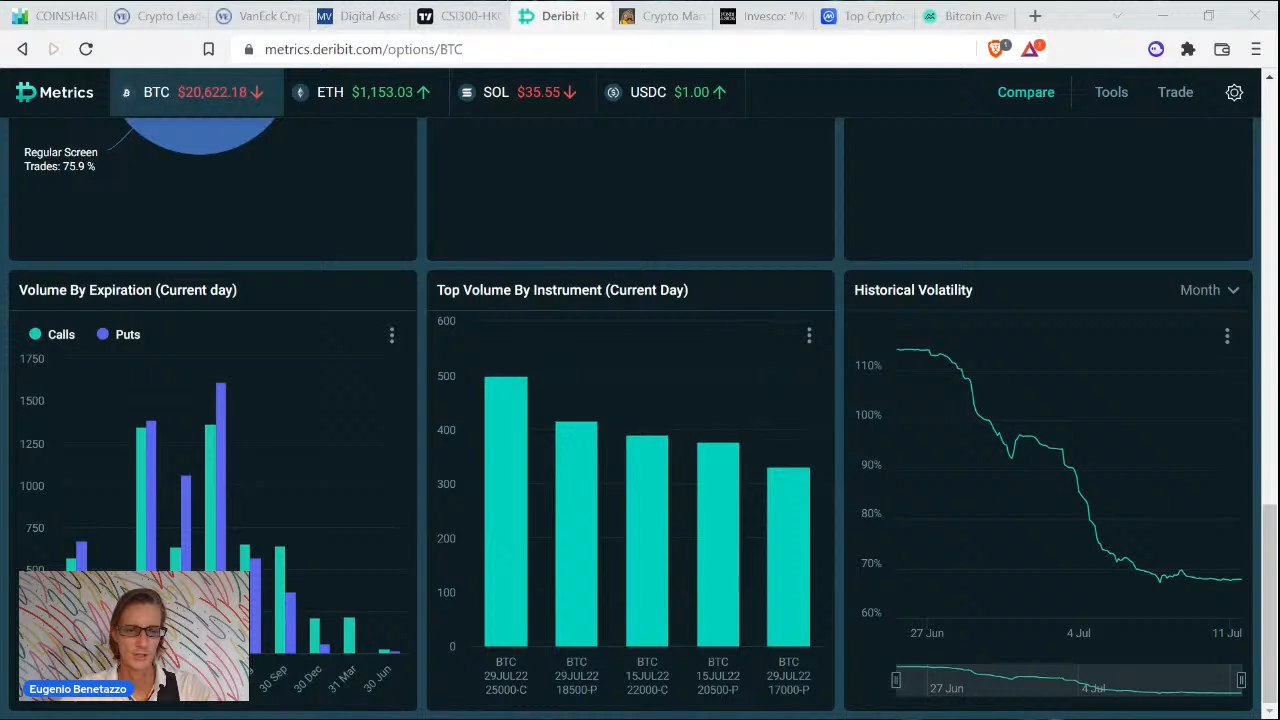 COINSHAR
Crypto Lea
VanEck Cry
Digital Ass
CSI300-HK
Deribit
Crypto Mar
Invesco: "M
Top Cryptoc
Bitcoin Ave
metrics.deribit.com/options/BTC
1
1
Metrics
BTC $20,622.18
ETH $1,153.03
SOL $35.55
USDC $1.00
Compare
Tools
Trade
Regular Screen
Trades: 75.9 %
Volume By Expiration (Current day)
Calls
Puts
1750
1500
1250
1000
750
500
30 Sep
30 Dec
31 Mar
30 Jun
Eugenio Benetazzo
Top Volume By Instrument (Current Day)
600
500
400
300
200
100
0
BTC
29JUL22
25000-C
BTC
29JUL22
18500-P
BTC
15JUL22
22000-C
BTC
15JUL22
20500-P
BTC
29JUL22
17000-P
Historical Volatility
Month
110%
100%
90%
80%
70%
60%
27 Jun
4 Jul
11 Jul
27 Jun
4 Jul